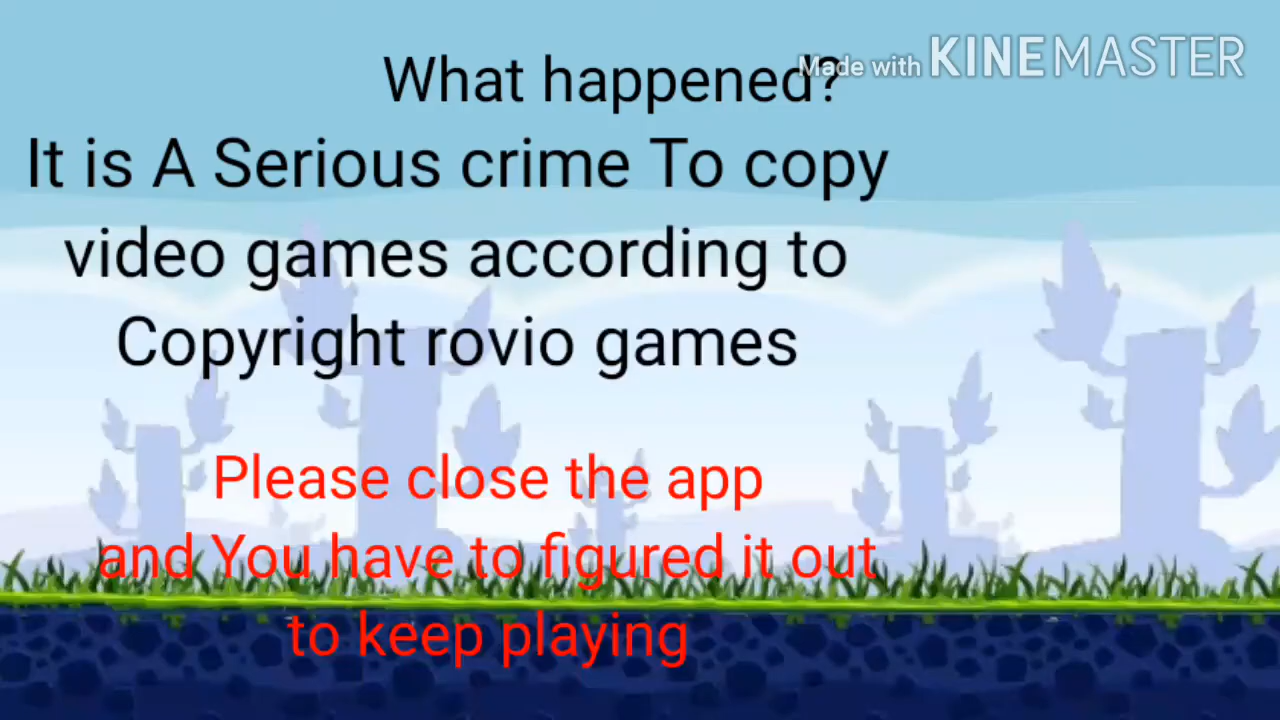 What happened?
Made with KINEMASTER
It is A Serious crime To copy
video games according to
Copyright rovio games
Please close the app
and You have to figured it out
to keep playing